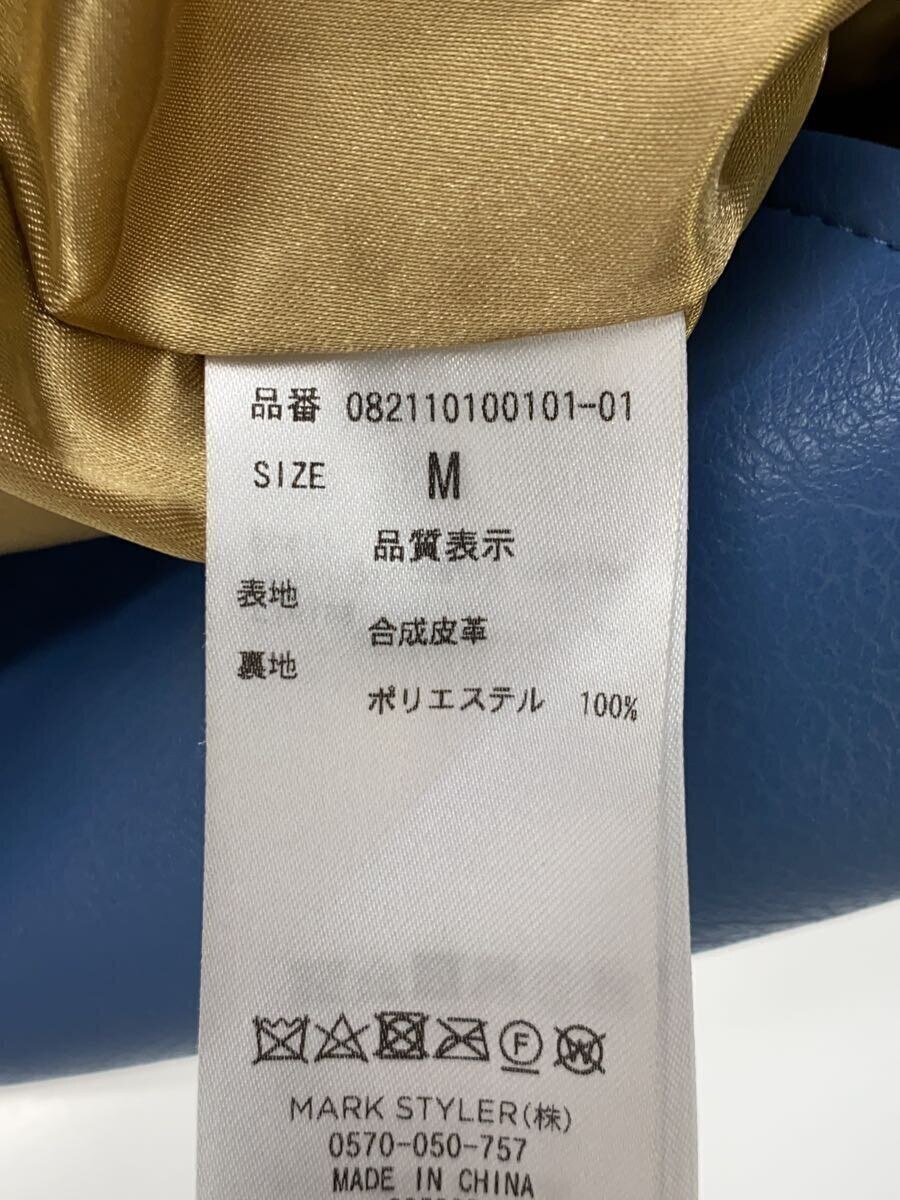 品番 082110100101-01
SIZE M
品質表示
表地
合成皮革
裏地
ポリエステル 100%
F W
MARK STYLER(株)
0570-050-757
MADE IN CHINA